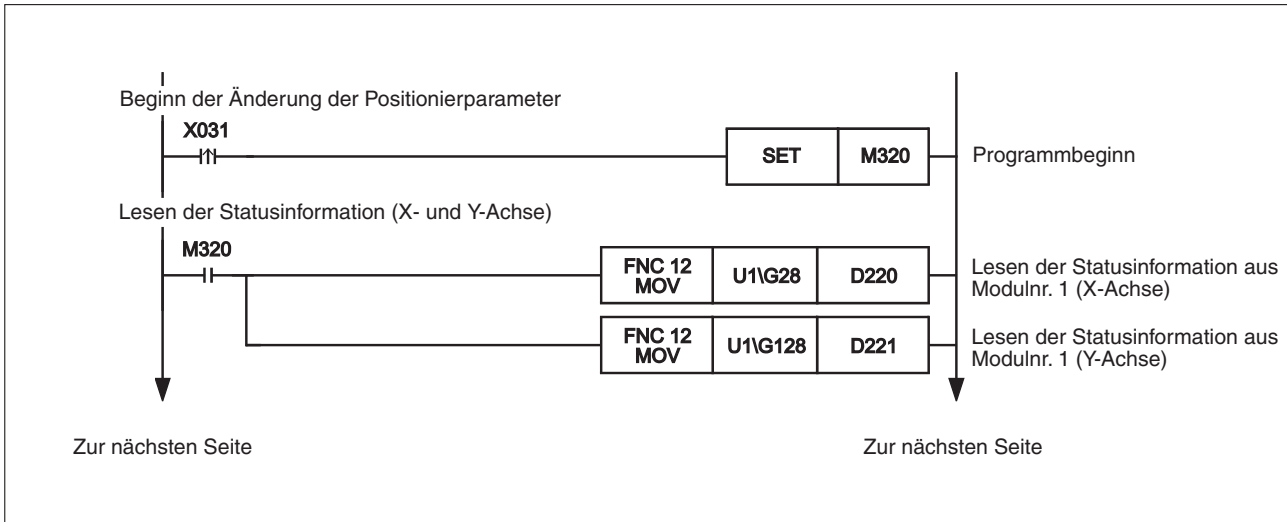 Beginn der Änderung der Positionierparameter
X031
SET M320 Programmbeginn
Lesen der Statusinformation (X- und Y-Achse)
M320
FNC 12
MOV
U1\G28
D220
Lesen der Statusinformation aus
Modulnr. 1 (X-Achse)
FNC 12
MOV
U1\G128
D221
Lesen der Statusinformation aus
Modulnr. 1 (Y-Achse)
Zur nächsten Seite
Zur nächsten Seite